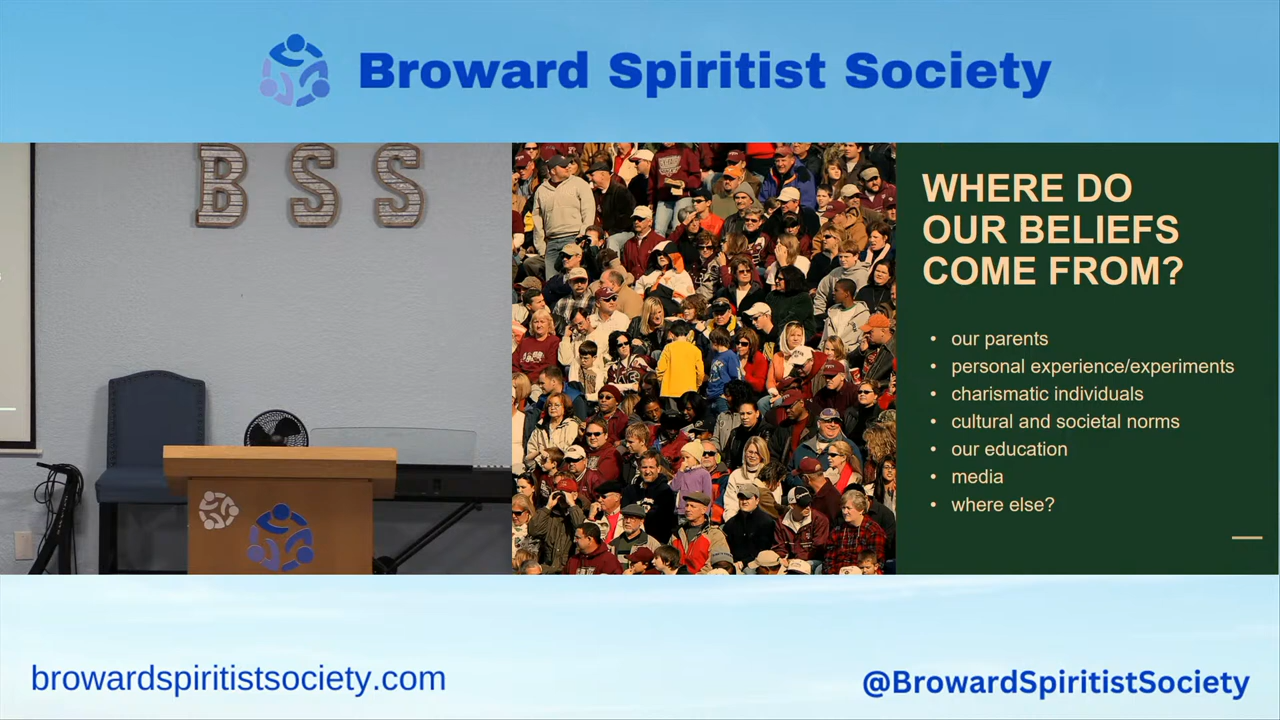 Broward Spiritist Society
BSS
WHERE DO
OUR BELIEFS
COME FROM?
• our parents
• personal experience/experiments
• charismatic individuals
• cultural and societal norms
• our education
• media
• where else?
browardspiritistsociety.com
@BrowardSpiritistSociety